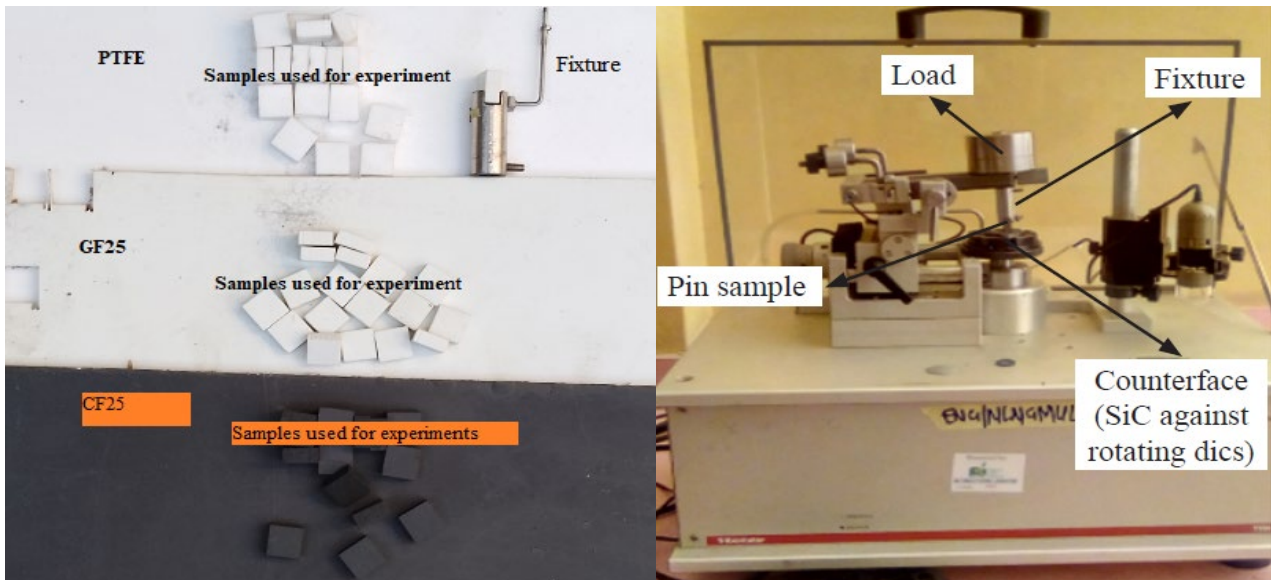 PTFE
Samples used for experiment
Fixture
GF25
Samples used for experiment
CF25
Samples used for experiments
Load
Fixture
Pin sample
Counterface
(SiC against
rotating dics)